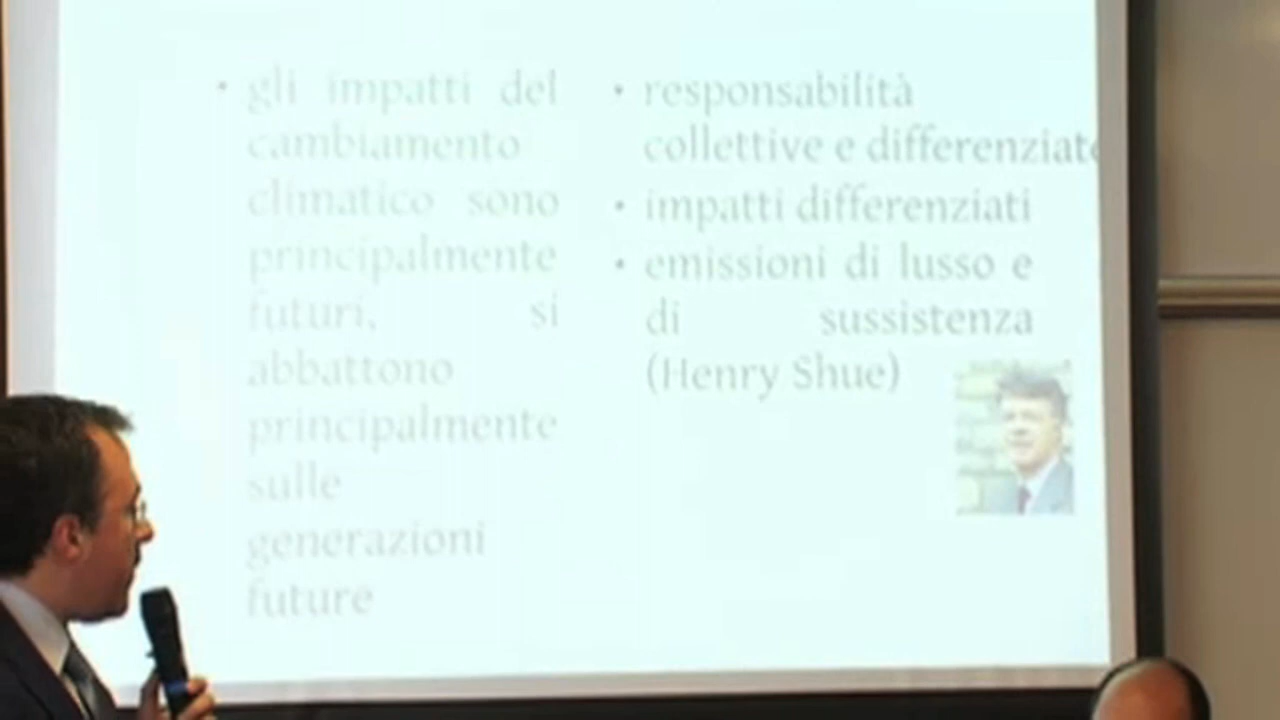 • gli impatti del
cambiamento
climatico sono
principalmente
futuri, si
abbattono
principalmente
sulle
generazioni
future
• responsabilità
collettive e differenziate
• impatti differenziati
• emissioni di lusso e
di sussistenza
(Henry Shue)